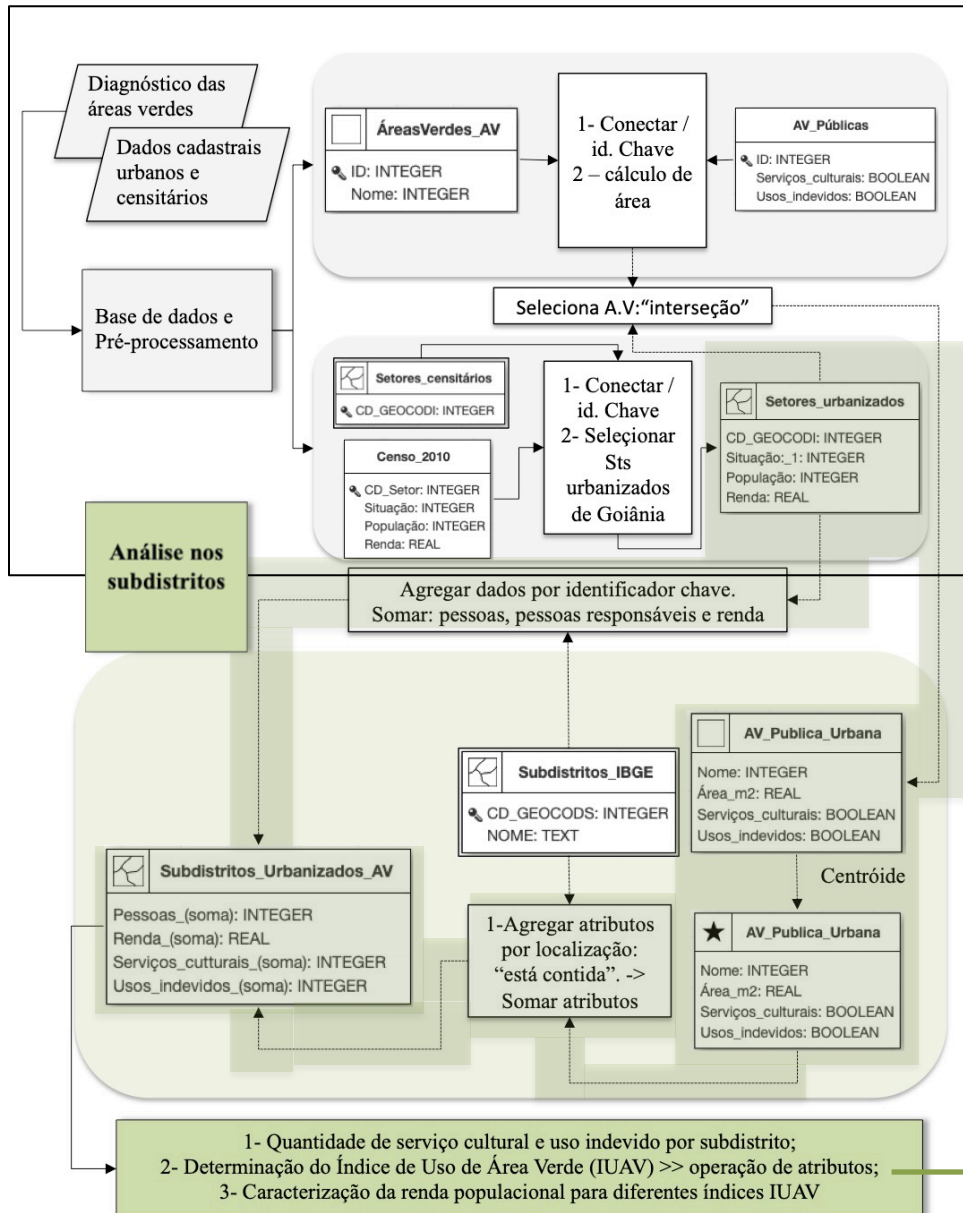 Diagnóstico das
áreas verdes
Dados cadastrais
urbanos e
censitários
Base de dados e
Pré-processamento
ÁreasVerdes_AV
ID: INTEGER
Nome: INTEGER
1- Conectar /
id. Chave
2 – cálculo de
área
AV_Públicas
ID: INTEGER
Serviços_culturais: BOOLEAN
Usos_indevidos: BOOLEAN
Seleciona A.V:“interseção”
Setores_censitários
CD_GEOCODI: INTEGER
Censo_2010
CD_Setor: INTEGER
Situação: INTEGER
População: INTEGER
Renda: REAL
1- Conectar /
id. Chave
2- Seleçionar
Sts
urbanizados
de Goiânia
Setores_urbanizados
CD_GEOCODI: INTEGER
Situação:_1: INTEGER
População: INTEGER
Renda: REAL
Análise nos
subdistritos
Agregar dados por identificador chave.
Somar: pessoas, pessoas responsáveis e renda
Subdistritos_IBGE
CD_GEOCODS: INTEGER
NOME: TEXT
AV_Publica_Urbana
Nome: INTEGER
Área_m2: REAL
Serviços_culturais: BOOLEAN
Usos_indevidos: BOOLEAN
Centróide
Subdistritos_Urbanizados_AV
Pessoas_(soma): INTEGER
Renda_(soma): REAL
Serviços_cutturais_(soma): INTEGER
Usos_indevidos_(soma): INTEGER
1-Agregar atributos
por localização:
“está contida”. ->
Somar atributos
AV_Publica_Urbana
Nome: INTEGER
Área_m2: REAL
Serviços_culturais: BOOLEAN
Usos_indevidos: BOOLEAN
1- Quantidade de serviço cultural e uso indevido por subdistrito;
2- Determinação do Índice de Uso de Área Verde (IUAV) >> operação de atributos;
3- Caracterização da renda populacional para diferentes índices IUAV